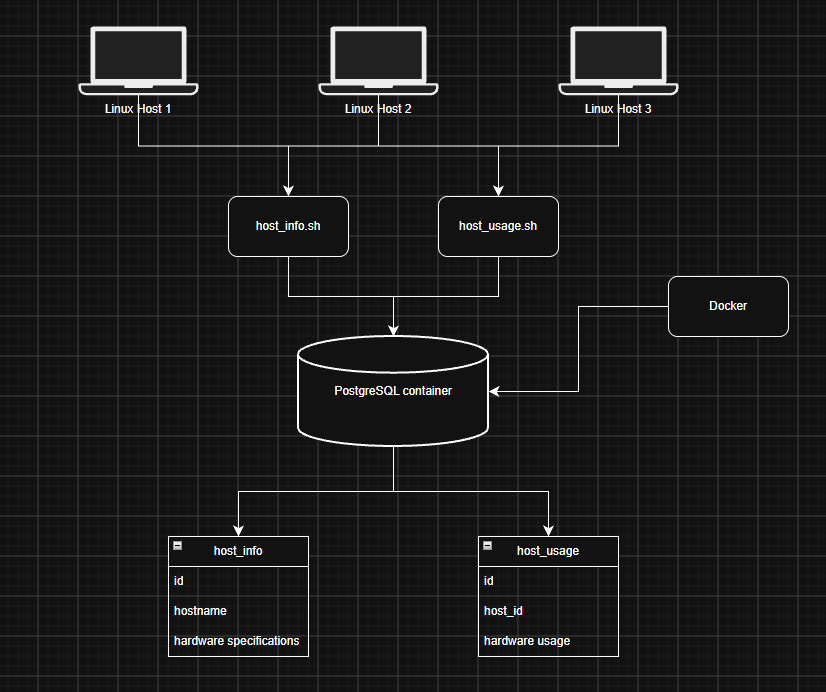 Linux Host 1
Linux Host 2
Linux Host 3
host_info.sh
host_usage.sh
Docker
PostgreSQL container
host_info
id
hostname
hardware specifications
host_usage
id
host_id
hardware usage